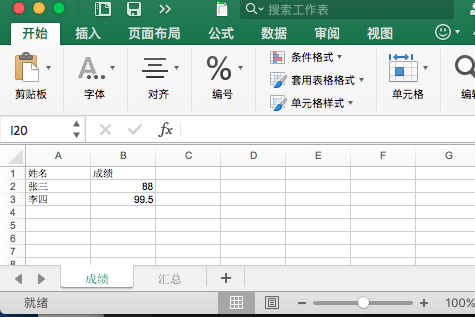 搜索工作表
开始 插入 页面布局 公式 数据 审阅 视图
剪贴板 字体 对齐 % 编号 条件格式 套用表格格式 单元格样式 单元格 编辑
I20 fx
A B C D E F G
1 姓名 成绩
2 张三 88
3 李四 99.5
4
5
6
7
8
成绩 汇总 +
就绪 100%